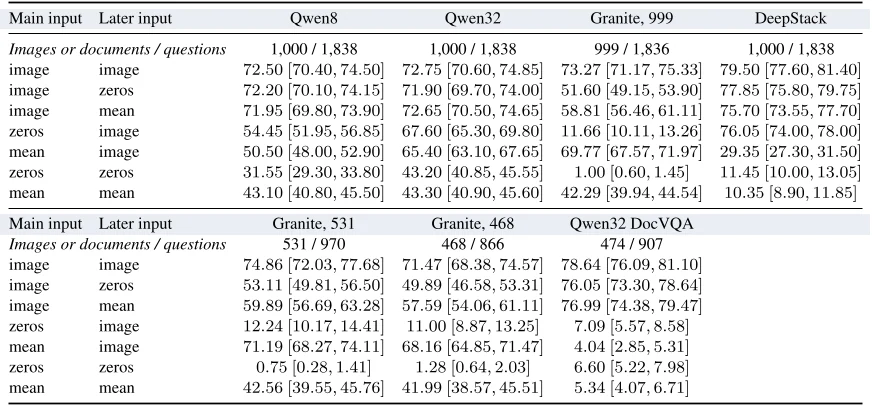 Main input Later input Qwen8 Qwen32 Granite, 999 DeepStack
Images or documents / questions 1,000 / 1,838 1,000 / 1,838 999 / 1,836 1,000 / 1,838
image image 72.50 [70.40, 74.50] 72.75 [70.60, 74.85] 73.27 [71.17, 75.33] 79.50 [77.60, 81.40]
image zeros 72.20 [70.10, 74.15] 71.90 [69.70, 74.00] 51.60 [49.15, 53.90] 77.85 [75.80, 79.75]
image mean 71.95 [69.80, 73.90] 72.65 [70.50, 74.65] 58.81 [56.46, 61.11] 75.70 [73.55, 77.70]
zeros image 54.45 [51.95, 56.85] 67.60 [65.30, 69.80] 11.66 [10.11, 13.26] 76.05 [74.00, 78.00]
mean image 50.50 [48.00, 52.90] 65.40 [63.10, 67.65] 69.77 [67.57, 71.97] 29.35 [27.30, 31.50]
zeros zeros 31.55 [29.30, 33.80] 43.20 [40.85, 45.55] 1.00 [0.60, 1.45] 11.45 [10.00, 13.05]
mean mean 43.10 [40.80, 45.50] 43.30 [40.90, 45.60] 42.29 [39.94, 44.54] 10.35 [8.90, 11.85]
Main input Later input Granite, 531 Granite, 468 Qwen32 DocVQA
Images or documents / questions 531 / 970 468 / 866 474 / 907
image image 74.86 [72.03, 77.68] 71.47 [68.38, 74.57] 78.64 [76.09, 81.10]
image zeros 53.11 [49.81, 56.50] 49.89 [46.58, 53.31] 76.05 [73.30, 78.64]
image mean 59.89 [56.69, 63.28] 57.59 [54.06, 61.11] 76.99 [74.38, 79.47]
zeros image 12.24 [10.17, 14.41] 11.00 [8.87, 13.25] 7.09 [5.57, 8.58]
mean image 71.19 [68.27, 74.11] 68.16 [64.85, 71.47] 4.04 [2.85, 5.31]
zeros zeros 0.75 [0.28, 1.41] 1.28 [0.64, 2.03] 6.60 [5.22, 7.98]
mean mean 42.56 [39.55, 45.76] 41.99 [38.57, 45.51] 5.34 [4.07, 6.71]